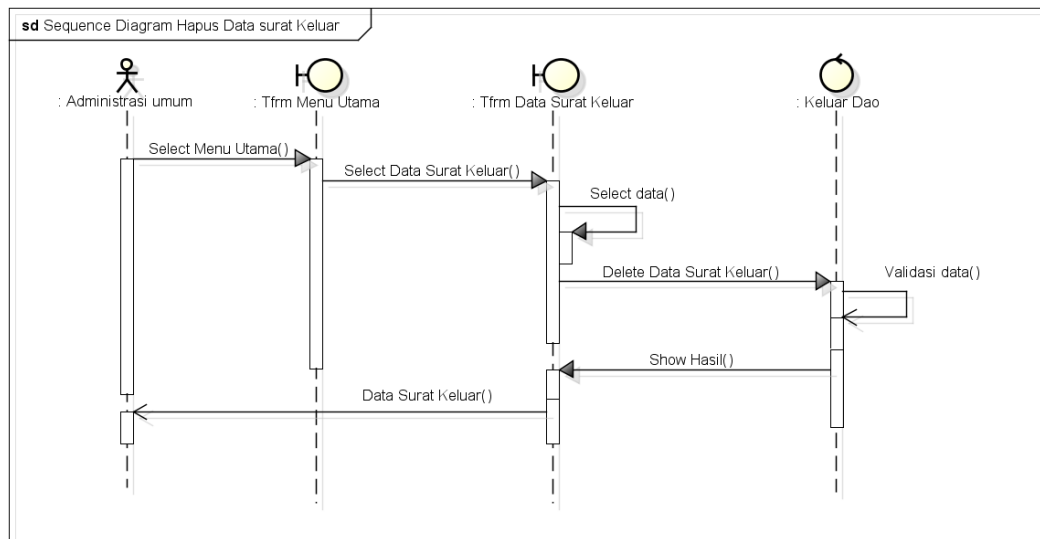 sd Sequence Diagram Hapus Data surat Keluar
: Administrasi umum
: Tfrm Menu Utama
: Tfrm Data Surat Keluar
: Keluar Dao
Select Menu Utama()
Select Data Surat Keluar()
Select data()
Delete Data Surat Keluar()
Validasi data()
Show Hasil()
Data Surat Keluar()